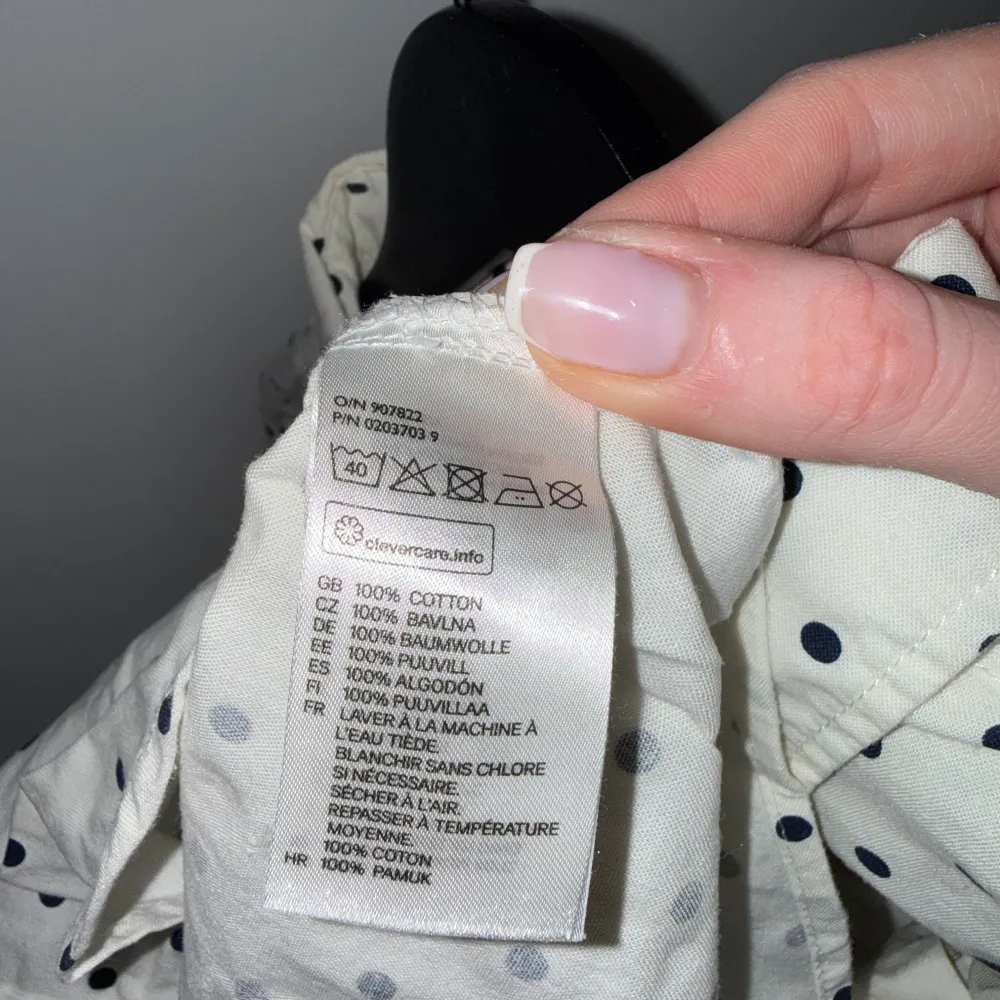 O/N 907822
P/N 0203703 9
40
clevercare.info
GB 100% COTTON
CZ 100% BAVLNA
DE 100% BAUMWOLLE
EE 100% PUUVILL
ES 100% ALGODÓN
FI 100% PUUVILLAA
FR LAVER À LA MACHINE À
L'EAU TIÈDE.
BLANCHIR SANS CHLORE
SI NÉCESSAIRE.
SÉCHER À L'AIR.
REPASSER À TEMPÉRATURE
MOYENNE.
100% COTON
HR 100% PAMUK